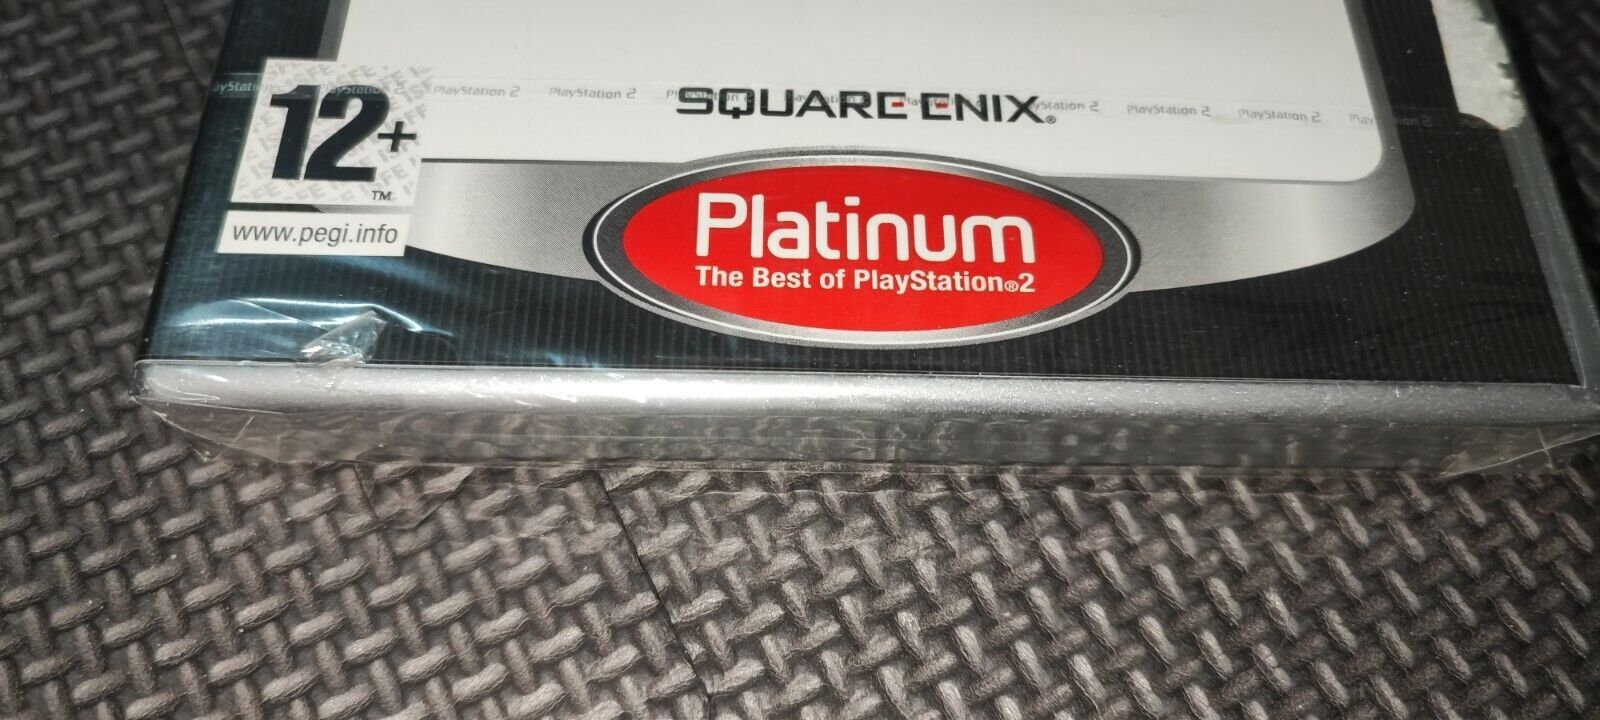 12+
TM
www.pegi.info
PlayStation 2 PlayStation 2 PlayStation 2 PlayStation 2 PlayStation 2
SQUARE ENIX®
Platinum
The Best of PlayStation®2